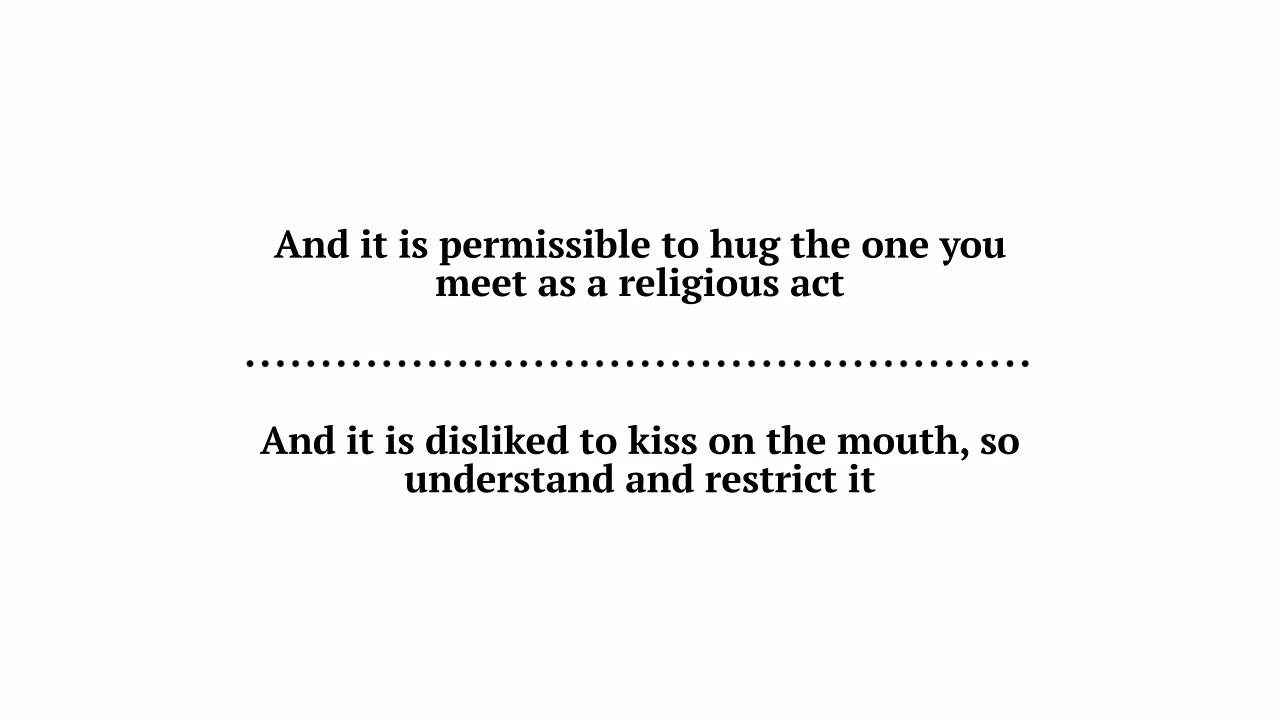 And it is permissible to hug the one you
meet as a religious act
....................................................
And it is disliked to kiss on the mouth, so
understand and restrict it